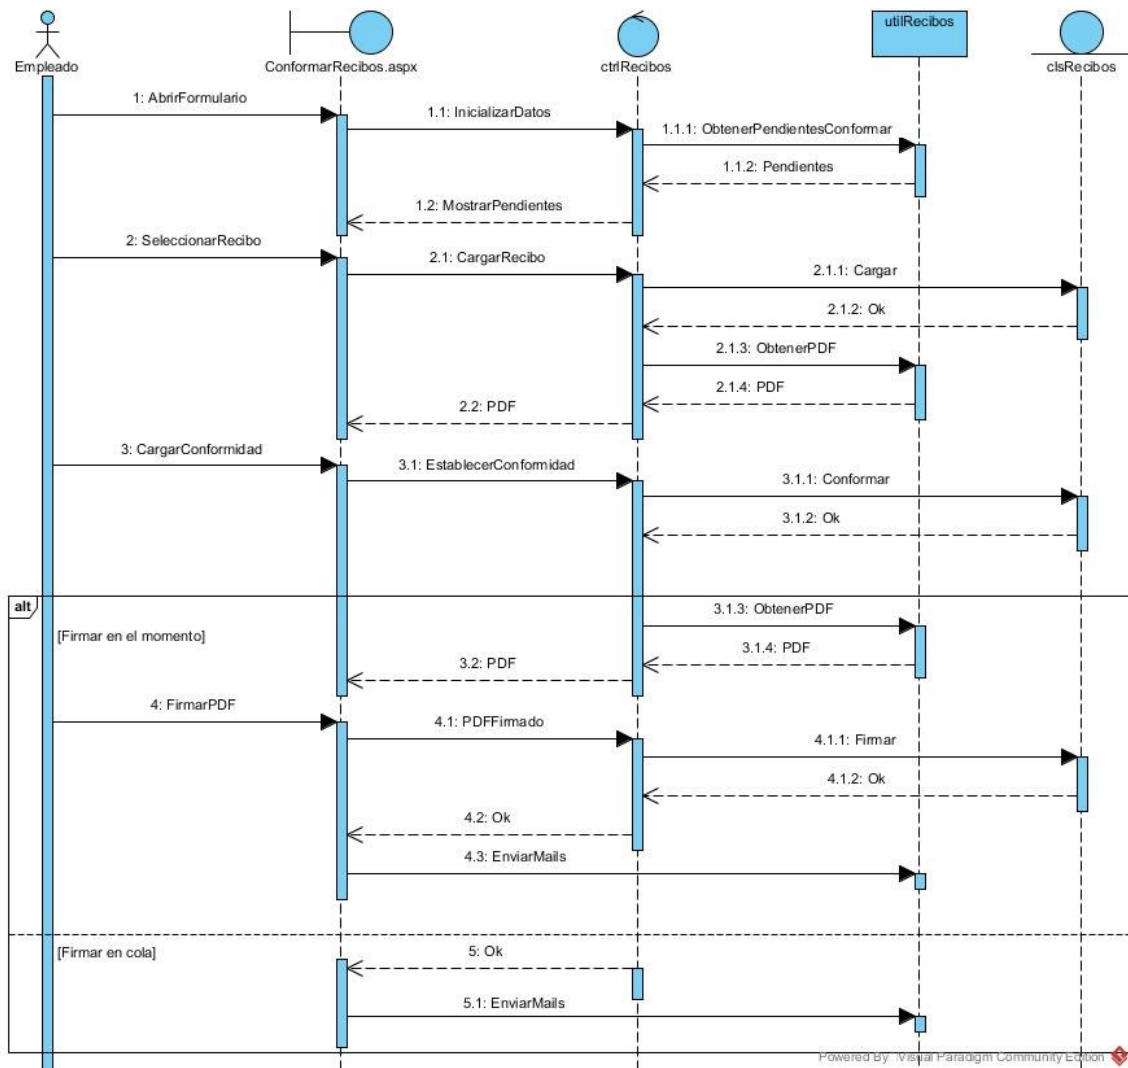 utilRecibos
Empleado
ConformarRecibos.aspx
ctrlRecibos
clsRecibos
1: AbrirFormulario
1.1: InicializarDatos
1.1.1: ObtenerPendientesConformar
1.1.2: Pendientes
1.2: MostrarPendientes
2: SeleccionarRecibo
2.1: CargarRecibo
2.1.1: Cargar
2.1.2: Ok
2.1.3: ObtenerPDF
2.1.4: PDF
2.2: PDF
3: CargarConformidad
3.1: EstablecerConformidad
3.1.1: Conformar
3.1.2: Ok
alt
[Firmar en el momento]
3.1.3: ObtenerPDF
3.1.4: PDF
3.2: PDF
4: FirmarPDF
4.1: PDFFirmado
4.1.1: Firmar
4.1.2: Ok
4.2: Ok
4.3: EnviarMails
[Firmar en cola]
5: Ok
5.1: EnviarMails
Powered By Visual Paradigm Community Edition